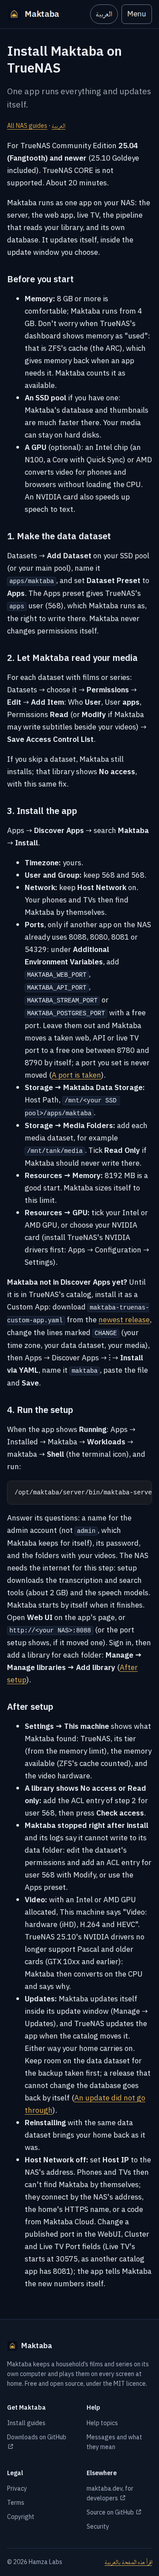 Maktaba
العربية
Menu
Install Maktaba on
TrueNAS
One app runs everything and updates
itself.
All NAS guides · العربية
For TrueNAS Community Edition 25.04
(Fangtooth) and newer (25.10 Goldeye
included). TrueNAS CORE is not
supported. About 20 minutes.
Maktaba runs as one app on your NAS: the
server, the web app, live TV, the pipeline
that reads your library, and its own
database. It updates itself, inside the
update window you choose.
Before you start
• Memory: 8 GB or more is
comfortable; Maktaba runs from 4
GB. Don't worry when TrueNAS's
dashboard shows memory as "used":
that is ZFS's cache (the ARC), which
gives memory back when an app
needs it. Maktaba counts it as
available.
• An SSD pool if you have one:
Maktaba's database and thumbnails
are much faster there. Your media
can stay on hard disks.
• A GPU (optional): an Intel chip (an
N100, a Core with Quick Sync) or AMD
converts video for phones and
browsers without loading the CPU.
An NVIDIA card also speeds up
speech to text.
1. Make the data dataset
Datasets → Add Dataset on your SSD pool
(or your main pool), name it
apps/maktaba, and set Dataset Preset to
Apps. The Apps preset gives TrueNAS's
apps user (568), which Maktaba runs as,
the right to write there. Maktaba never
changes permissions itself.
2. Let Maktaba read your media
For each dataset with films or series:
Datasets → choose it → Permissions →
Edit → Add Item: Who User, User apps,
Permissions Read (or Modify if Maktaba
may write subtitles beside your videos) →
Save Access Control List.
If you skip a dataset, Maktaba still
installs; that library shows No access,
with this same fix.
3. Install the app
Apps → Discover Apps → search Maktaba
→ Install.
• Timezone: yours.
• User and Group: keep 568 and 568.
• Network: keep Host Network on.
Your phones and TVs then find
Maktaba by themselves.
• Ports, only if another app on the NAS
already uses 8088, 8080, 8081 or
54329: under Additional
Environment Variables, add
MAKTABA_WEB_PORT,
MAKTABA_API_PORT,
MAKTABA_STREAM_PORT or
MAKTABA_POSTGRES_PORT with a free
port. Leave them out and Maktaba
moves what it can: the web app's
port to a free one between 8780 and
8790 by itself; a port you set is never
moved (A port is taken).
• Storage → Maktaba Data Storage:
Host Path, /mnt/<your SSD
pool>/apps/maktaba.
• Storage → Media Folders: add each
media dataset, for example
/mnt/tank/media. Tick Read Only if
Maktaba should never write there.
• Resources → Memory: 8192 MB is a
good start. Maktaba sizes itself to
this limit.
• Resources → GPU: tick your Intel or
AMD GPU, or choose your NVIDIA
card (install TrueNAS's NVIDIA
drivers first: Apps → Configuration →
Settings).
Maktaba not in Discover Apps yet? Until
it is in TrueNAS's catalog, install it as a
Custom App: download maktaba-truenas-
custom-app.yaml from the newest release,
change the lines marked CHANGE (your
time zone, your data dataset, your media),
then Apps → Discover Apps → ⋮ → Install
via YAML, name it maktaba, paste the file
and Save.
4. Run the setup
When the app shows Running: Apps →
Installed → Maktaba → Workloads →
maktaba → Shell (the terminal icon), and
run:
/opt/maktaba/server/bin/maktaba-serve
Answer its questions: a name for the
admin account (not admin, which
Maktaba keeps for itself), its password,
and the folders with your videos. The NAS
needs the internet for this step: setup
downloads the transcript and search
tools (about 2 GB) and the speech models.
Maktaba starts by itself when it finishes.
Open Web UI on the app's page, or
http://<your NAS>:8088 (or the port
setup shows, if it moved one). Sign in, then
add a library for each folder: Manage →
Manage libraries → Add library (After
setup).
After setup
• Settings → This machine shows what
Maktaba found: TrueNAS, its tier
(from the memory limit), the memory
available (ZFS's cache counted), and
the video hardware.
• A library shows No access or Read
only: add the ACL entry of step 2 for
user 568, then press Check access.
• Maktaba stopped right after install
and its logs say it cannot write to its
data folder: edit the dataset's
permissions and add an ACL entry for
user 568 with Modify, or use the
Apps preset.
• Video: with an Intel or AMD GPU
allocated, This machine says "Video:
hardware (iHD), H.264 and HEVC".
TrueNAS 25.10's NVIDIA drivers no
longer support Pascal and older
cards (GTX 10xx and earlier):
Maktaba then converts on the CPU
and says why.
• Updates: Maktaba updates itself
inside its update window (Manage →
Updates), and TrueNAS updates the
app when the catalog moves on.
Either way your film carries on.
Keep room on the data dataset for
the backup taken first; a release that
cannot change the database goes
back by itself (An update did not go
through).
• Reinstalling with the same data
dataset brings your home back as it
was.
• Host Network off: set Host IP to the
NAS's address. Phones and TVs then
can't find Maktaba by themselves;
they connect by the NAS's address,
the home's HTTPS name, or a code
from Maktaba Cloud. Change a
published port in the WebUI, Cluster
and Live TV Port fields (Live TV's
starts at 30575, as another catalog
app has 8081); the app tells Maktaba
the new numbers itself.
Maktaba
Maktaba keeps a household's films and series on its
own computer and plays them on every screen at
home. Free and open source, under the MIT licence.
Get Maktaba
Install guides
Downloads on GitHub
Help
Help topics
Messages and what
they mean
Legal
Privacy
Terms
Copyright
Elsewhere
maktaba.dev, for
developers
Source on GitHub
Security
© 2026 Hamza Labs
اقرأ هذه الصفحة بالعربية